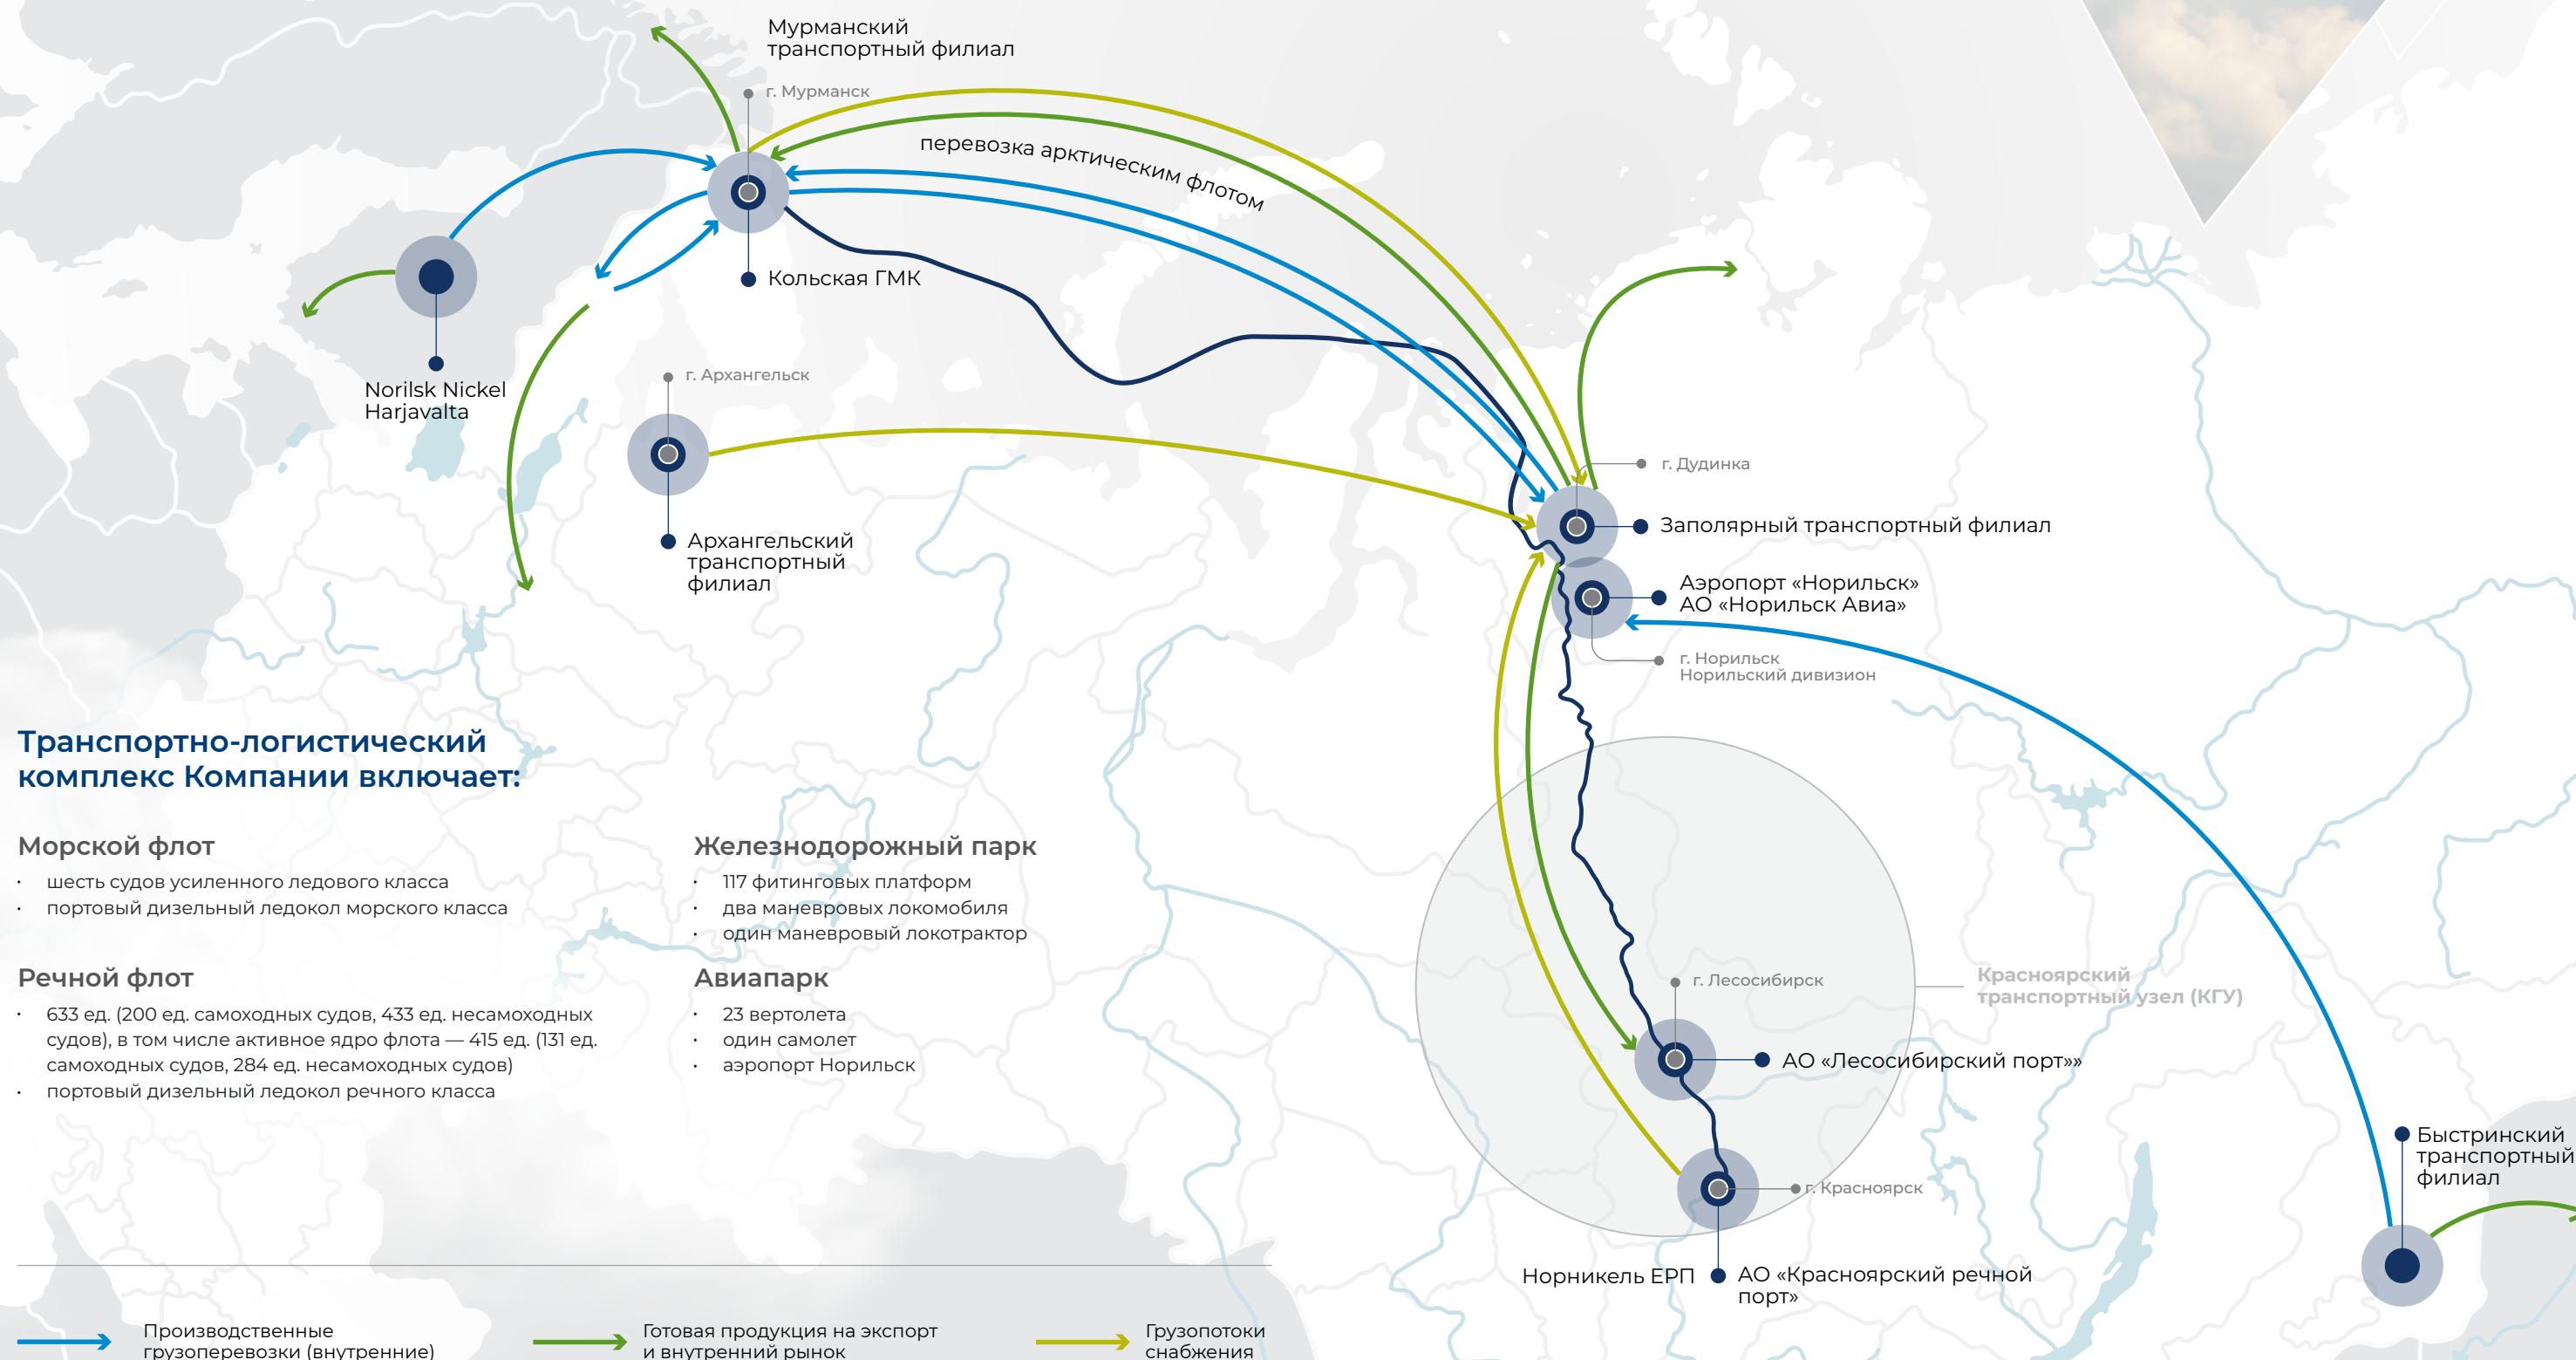 Мурманский
транспортный филиал
г. Мурманск
перевозка арктическим флотом
Кольская ГМК
Norilsk Nickel
Harjavalta
г. Архангельск
Архангельский
транспортный
филиал
г. Дудинка
Заполярный транспортный филиал
Аэропорт «Норильск»
АО «Норильск Авиа»
г. Норильск
Норильский дивизион
Транспортно-логистический
комплекс Компании включает:
Морской флот
· шесть судов усиленного ледового класса
· портовый дизельный ледокол морского класса
Речной флот
· 633 ед. (200 ед. самоходных судов, 433 ед. несамоходных
судов), в том числе активное ядро флота — 415 ед. (131 ед.
самоходных судов, 284 ед. несамоходных судов)
· портовый дизельный ледокол речного класса
Железнодорожный парк
· 117 фитинговых платформ
· два маневровых локомобиля
· один маневровый локотрактор
Авиапарк
· 23 вертолета
· один самолет
· аэропорт Норильск
г. Лесосибирск
Красноярский
транспортный узел (КГУ)
АО «Лесосибирский порт»»
г. Красноярск
Норникель ЕРП
АО «Красноярский речной
порт»
Быстринский
транспортный
филиал
Производственные
грузоперевозки (внутренние)
Готовая продукция на экспорт
и внутренний рынок
Грузопотоки
снабжения